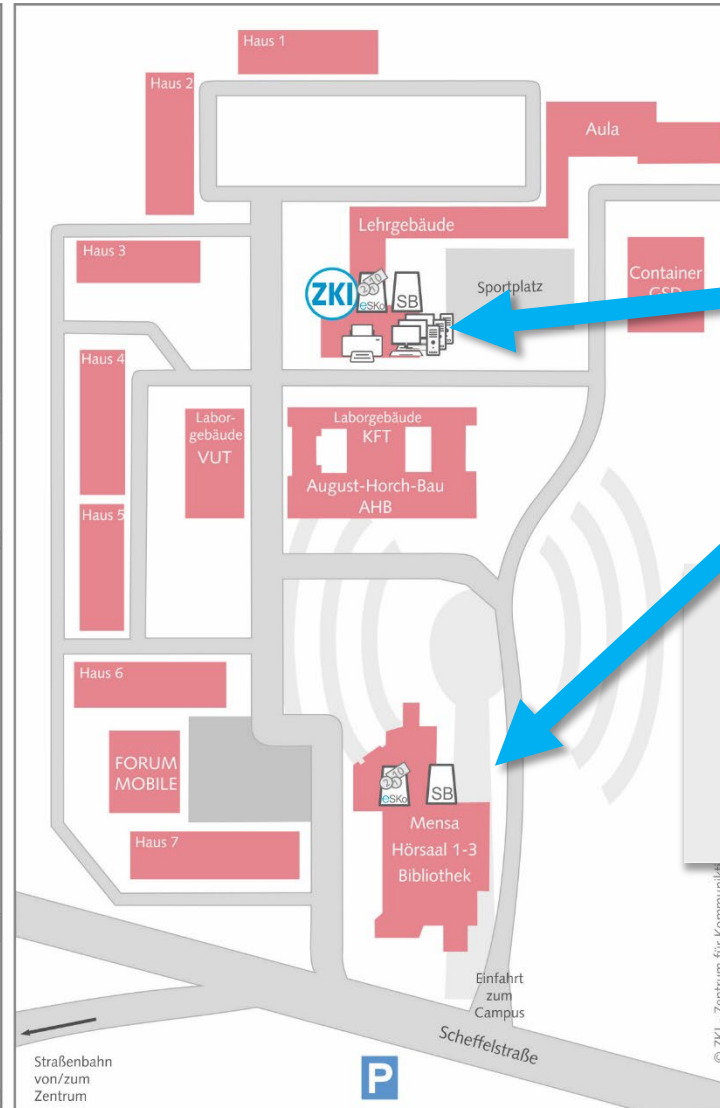 Haus 1
Haus 2
Aula
Lehrgebäude
Haus 3
Sportplatz
Container
GSD
ZKI
eSKo
SB
Haus 4
Labor-
gebäude
VUT
Laborgebäude
KFT
August-Horch-Bau
AHB
Haus 5
Haus 6
FORUM
MOBILE
eSKo
SB
Haus 7
Mensa
Hörsaal 1-3
Bibliothek
Einfahrt
zum
Campus
Scheffelstraße
Straßenbahn
von/zum
Zentrum
P
© ZKI - Zentrum für